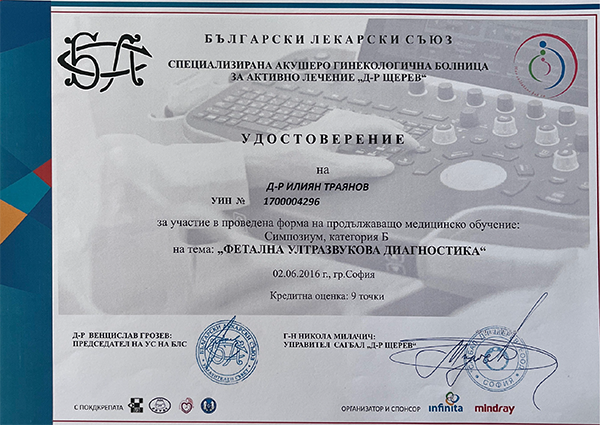 БЪЛГАРСКИ ЛЕКАРСКИ СЪЮЗ
СПЕЦИАЛИЗИРАНА АКУШЕРО ГИНЕКОЛОГИЧНА БОЛНИЦА
ЗА АКТИВНО ЛЕЧЕНИЕ „Д-Р ЩЕРЕВ“
УДОСТОВЕРЕНИЕ
на
Д-Р ИЛИЯН ТРАЯНОВ
УИН № 1700004296
за участие в проведена форма на продължаващо медицинско обучение:
Симпозиум, категория Б
на тема: „ФЕТАЛНА УЛТРАЗВУКОВА ДИАГНОСТИКА“
02.06.2016 г., гр.София
Кредитна оценка: 9 точки
Д-Р ВЕНЦИСЛАВ ГРОЗЕВ:
ПРЕДСЕДАТЕЛ НА УС НА БЛС
Г-Н НИКОЛА МИЛАЧИЧ:
УПРАВИТЕЛ САГБАЛ „Д-Р ЩЕРЕВ“
С ПОКДКРЕПАТА
ОРГАНИЗАТОР И СПОНСОР infinita mindray